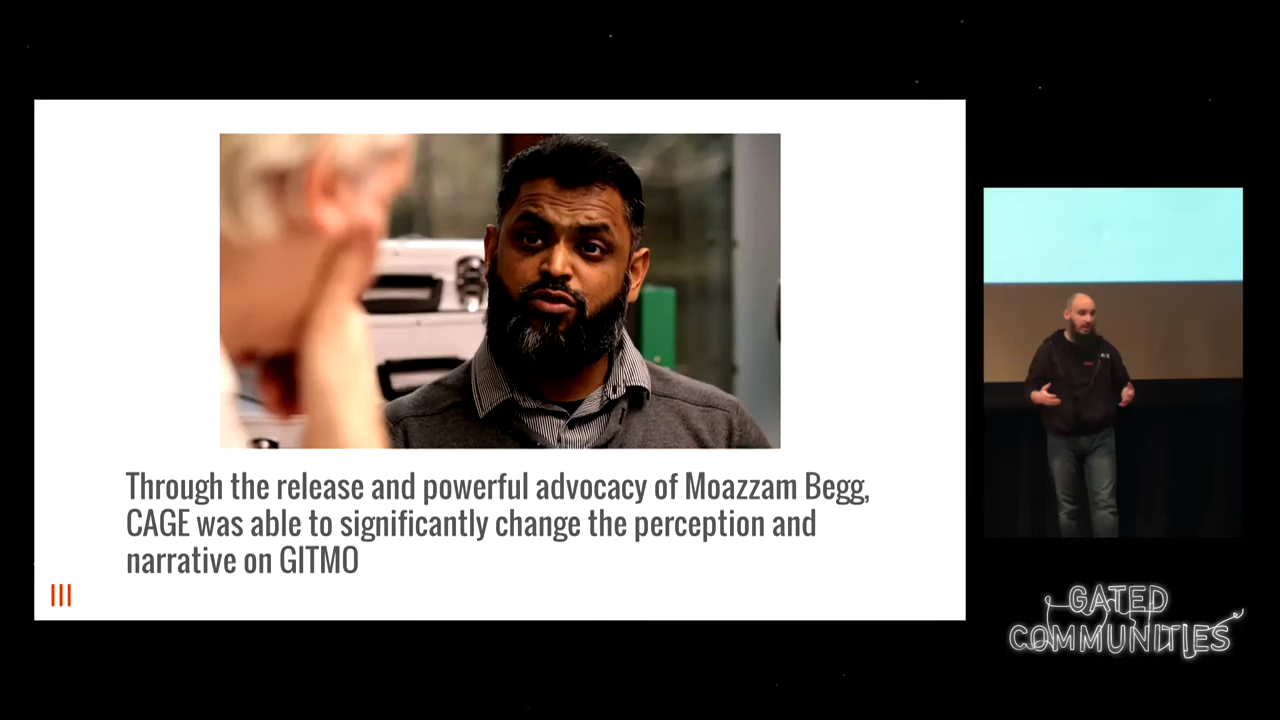 Through the release and powerful advocacy of Moazzam Begg,
CAGE was able to significantly change the perception and
narrative on GITMO
GATED
COMMUNITIES